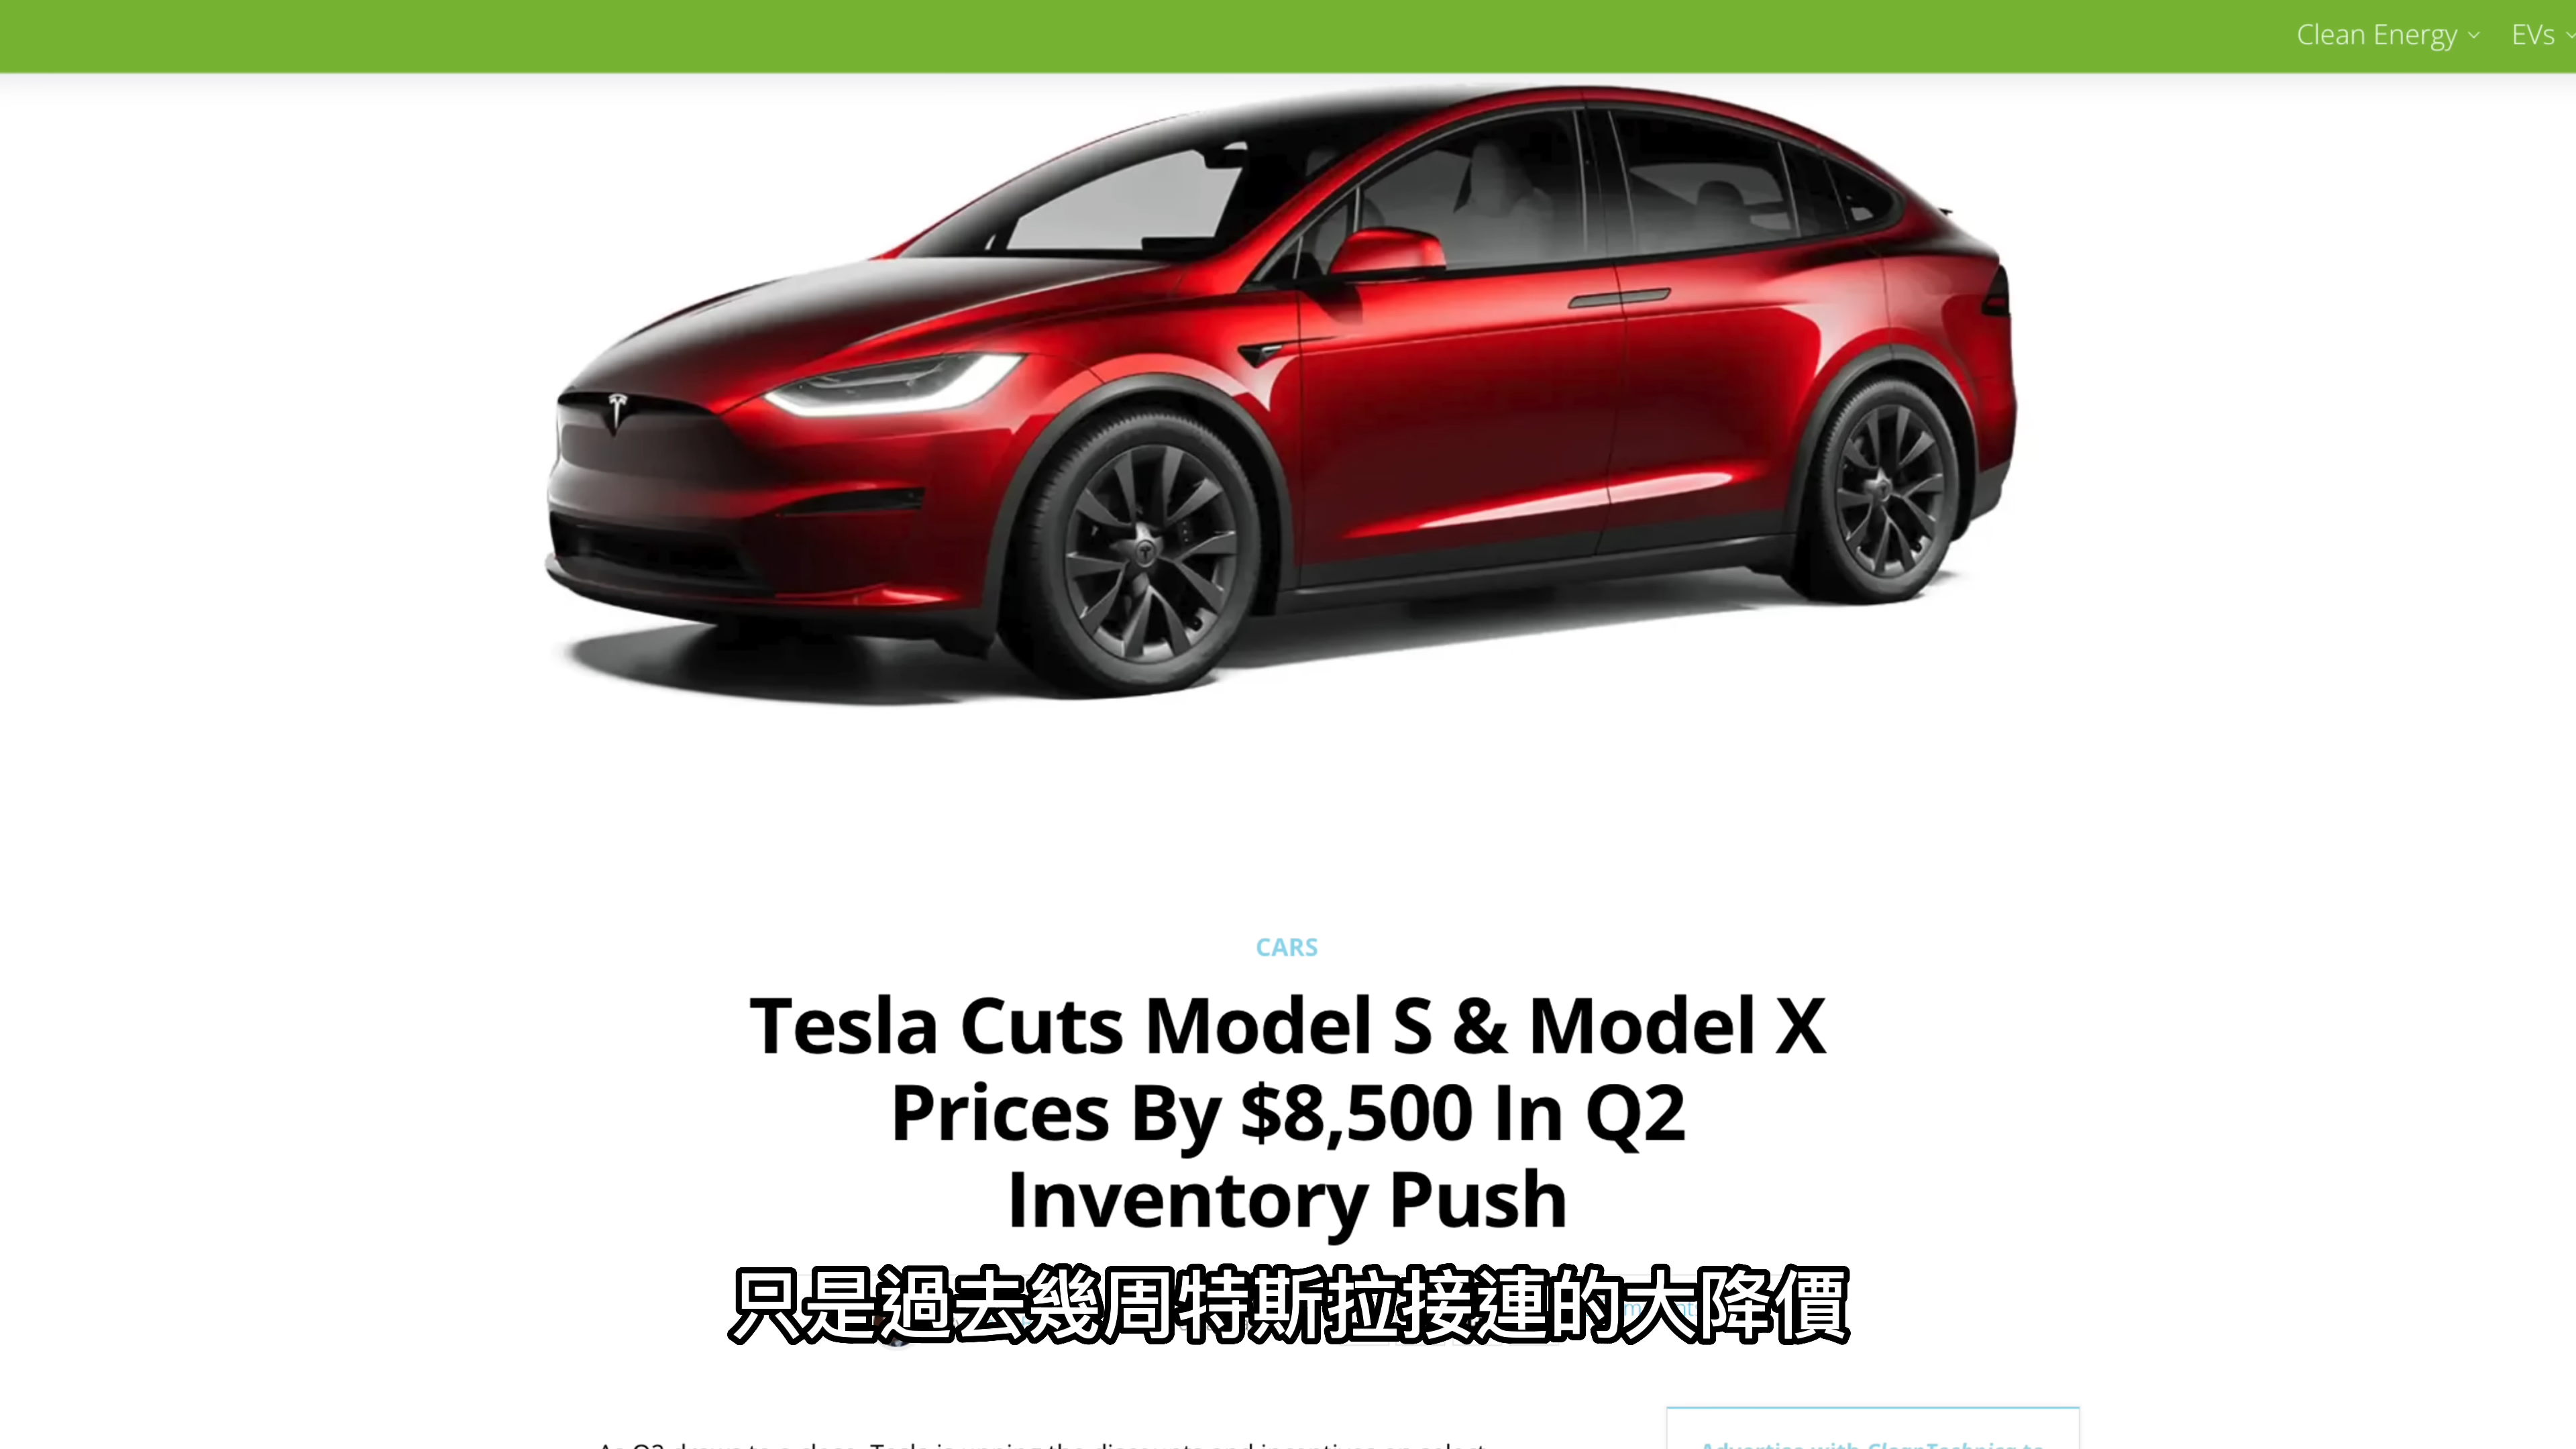 Clean Energy EVs
CARS
Tesla Cuts Model S & Model X
Prices By $8,500 In Q2
Inventory Push
只是過去幾周特斯拉接連的大降價